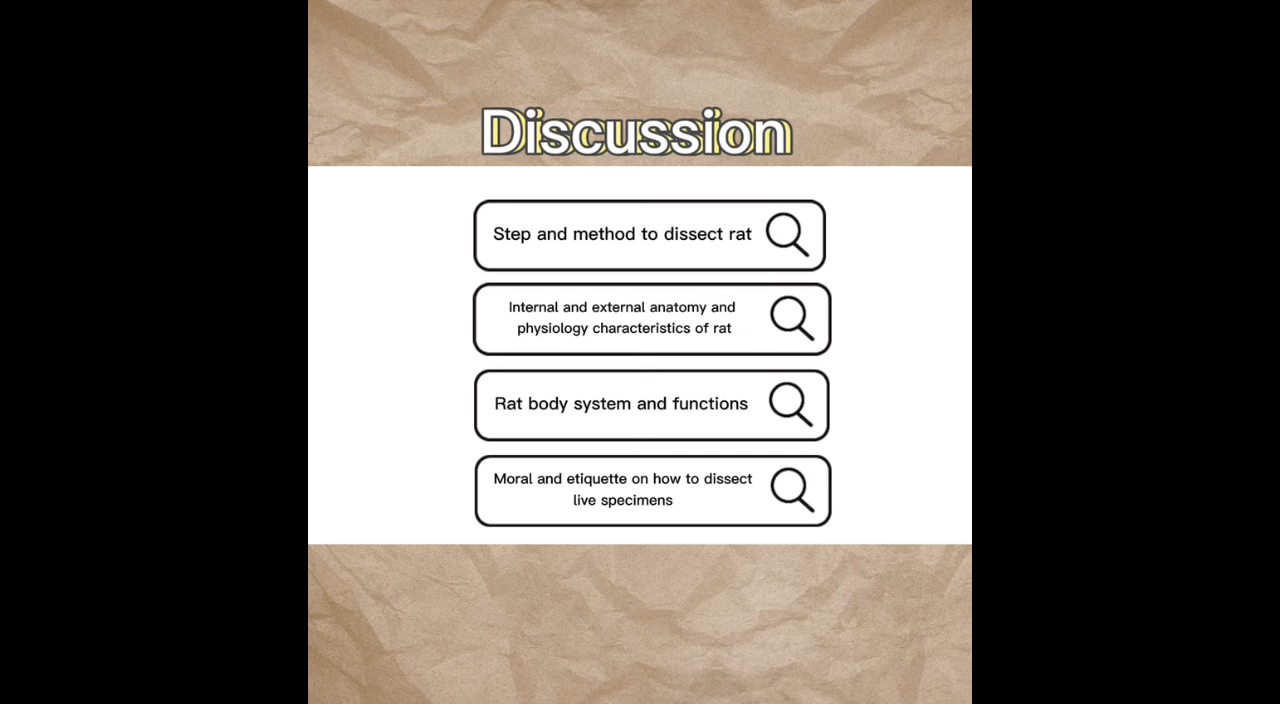 Discussion
Step and method to dissect rat
Internal and external anatomy and
physiology characteristics of rat
Rat body system and functions
Moral and etiquette on how to dissect
live specimens